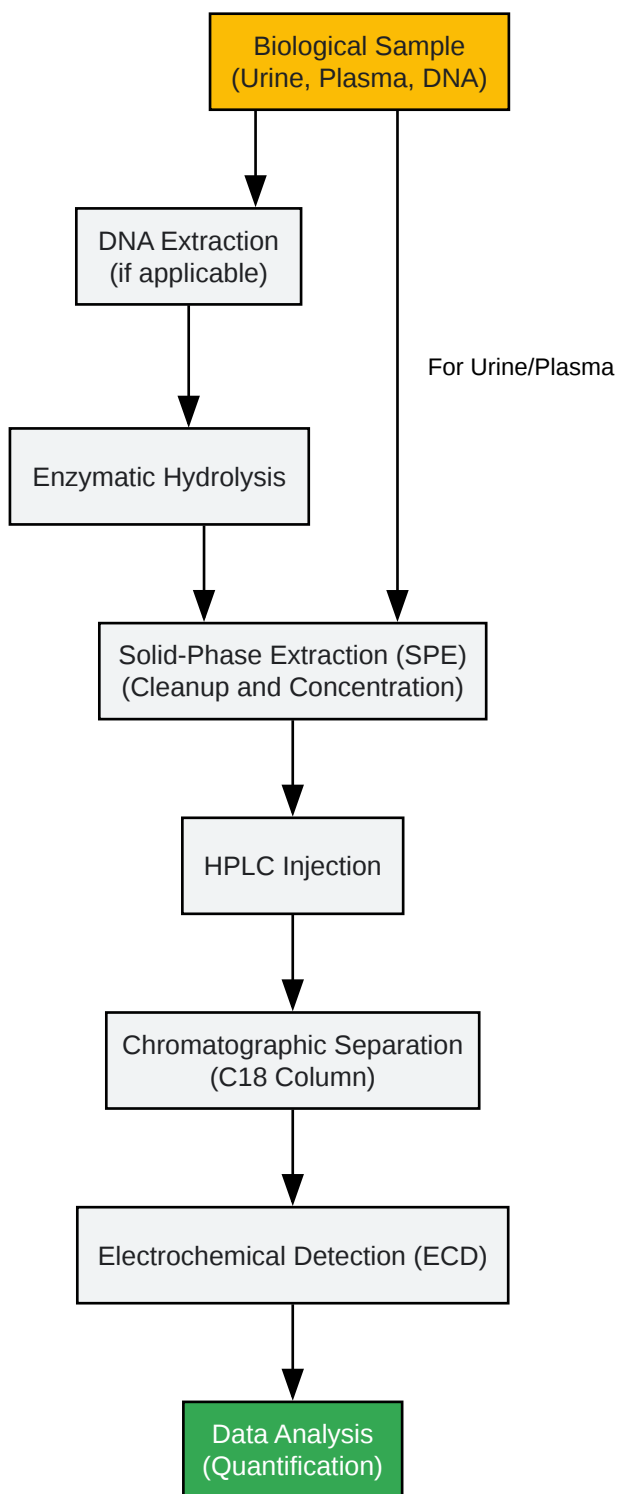 Biological Sample
(Urine, Plasma, DNA)
DNA Extraction
(if applicable)
For Urine/Plasma
Enzymatic Hydrolysis
Solid-Phase Extraction (SPE)
(Cleanup and Concentration)
HPLC Injection
Chromatographic Separation
(C18 Column)
Electrochemical Detection (ECD)
Data Analysis
(Quantification)